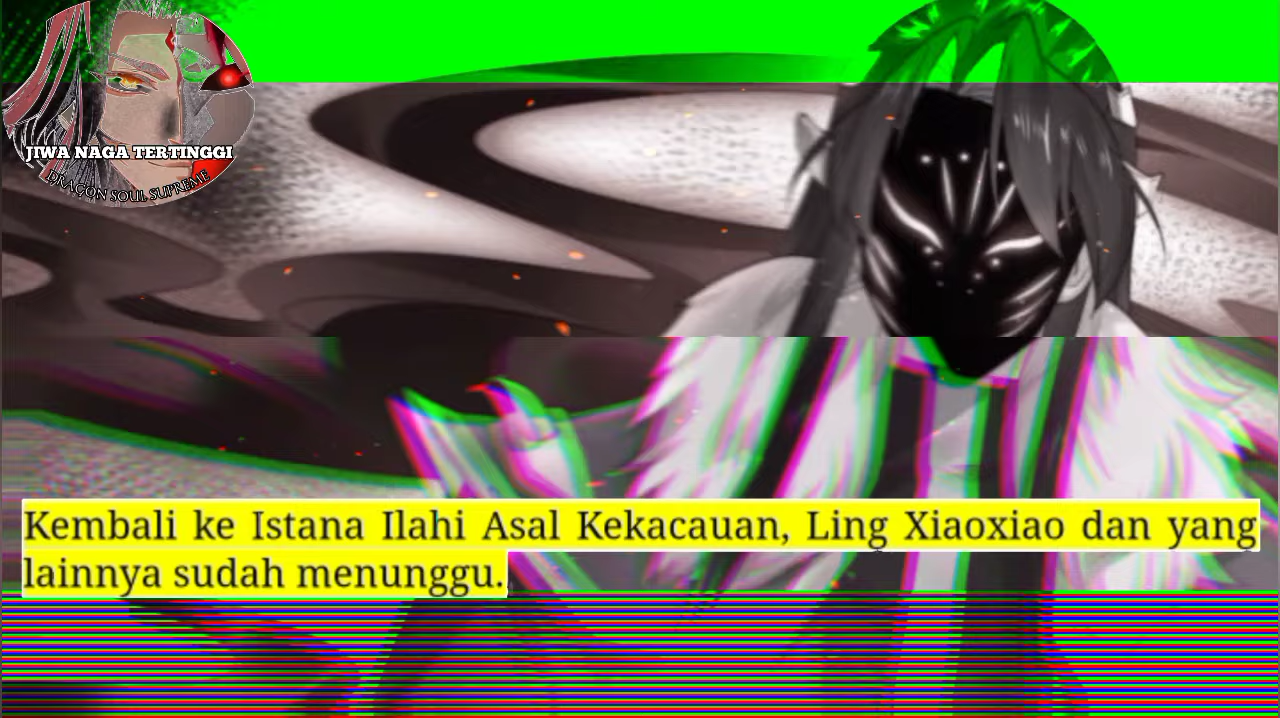 JIWA NAGA TERTINGGI
DRAGON SOUL SUPREME
Kembali ke Istana Ilahi Asal Kekacauan, Ling Xiaoxiao dan yang
lainnya sudah menunggu.